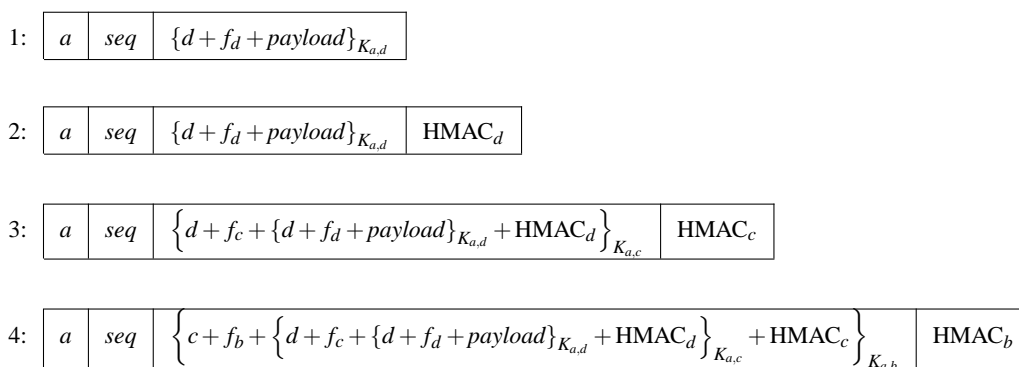 1: a seq {d + f_d + payload}_{K_{a,d}}
2: a seq {d + f_d + payload}_{K_{a,d}} HMAC_d
3: a seq {d + f_c + {d + f_d + payload}_{K_{a,d}} + HMAC_d}_{K_{a,c}} HMAC_c
4: a seq {c + f_b + {d + f_c + {d + f_d + payload}_{K_{a,d}} + HMAC_d}_{K_{a,c}} + HMAC_c}_{K_{a,b}} HMAC_b